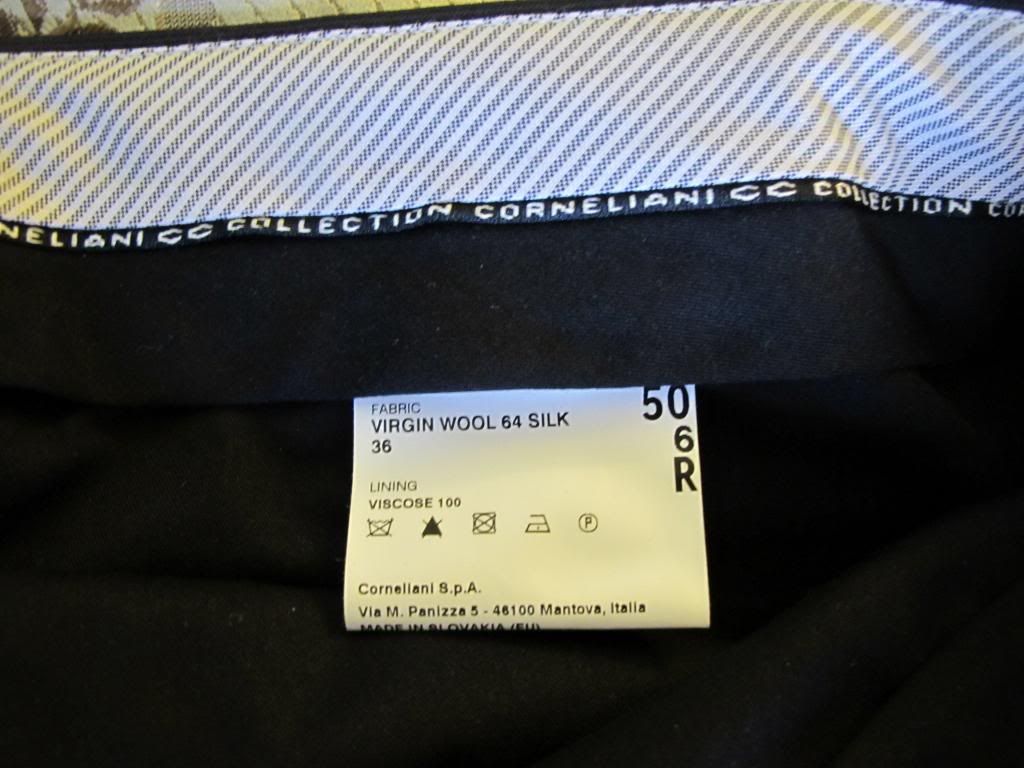 NELIANI CC COLLECTION CORNELIANI CC COLLECTION CO
FABRIC
VIRGIN WOOL 64 SILK
36
50
6
R
LINING
VISCOSE 100
P
Corneliani S.p.A.
Via M. Panizza 5 - 46100 Mantova, Italia
MADE IN SLOVAKIA (EU)